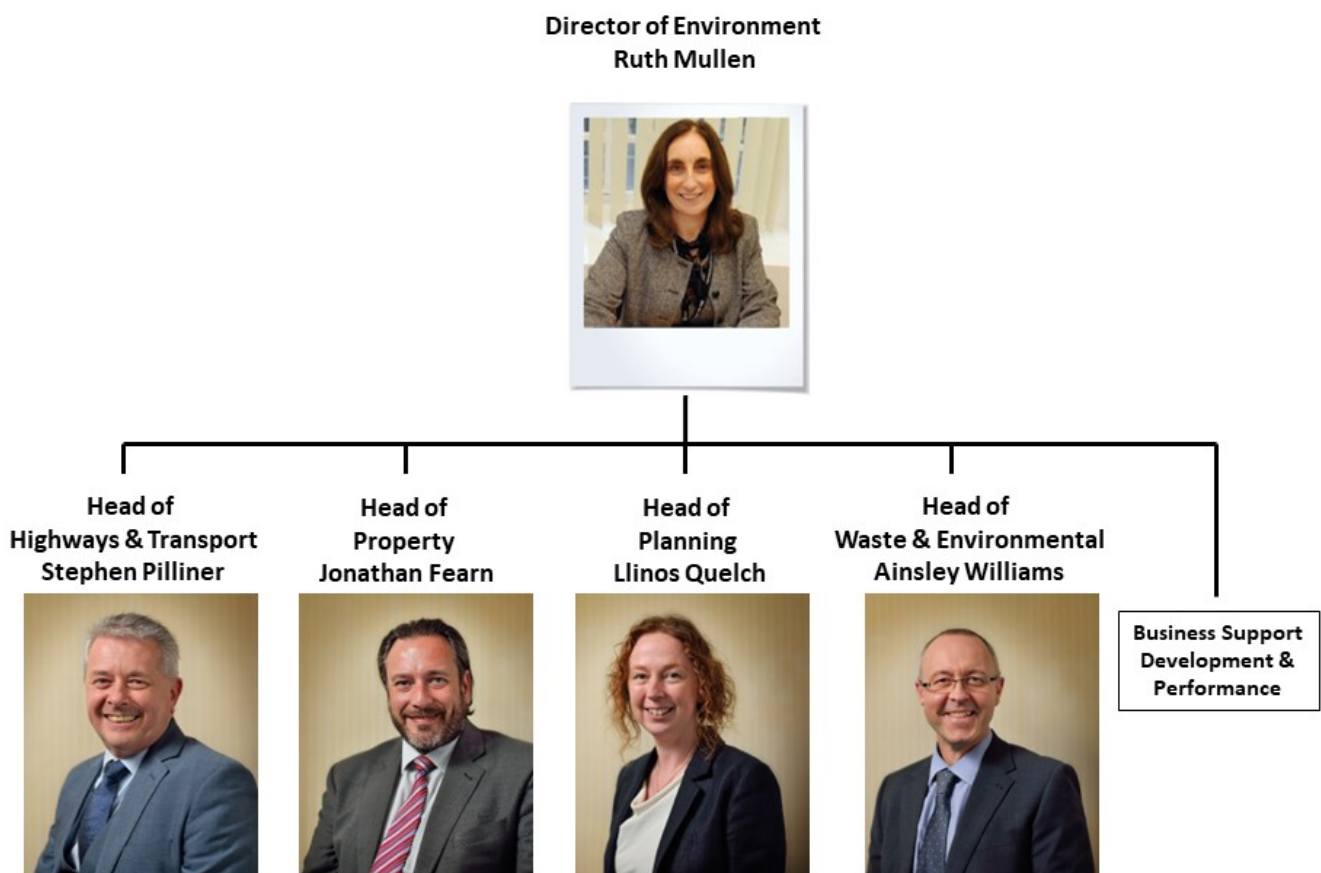 Director of Environment
Ruth Mullen
Head of
Highways & Transport
Stephen Pilliner
Head of
Property
Jonathan Fearn
Head of
Planning
Llinos Quelch
Head of
Waste & Environmental
Ainsley Williams
Business Support
Development &
Performance